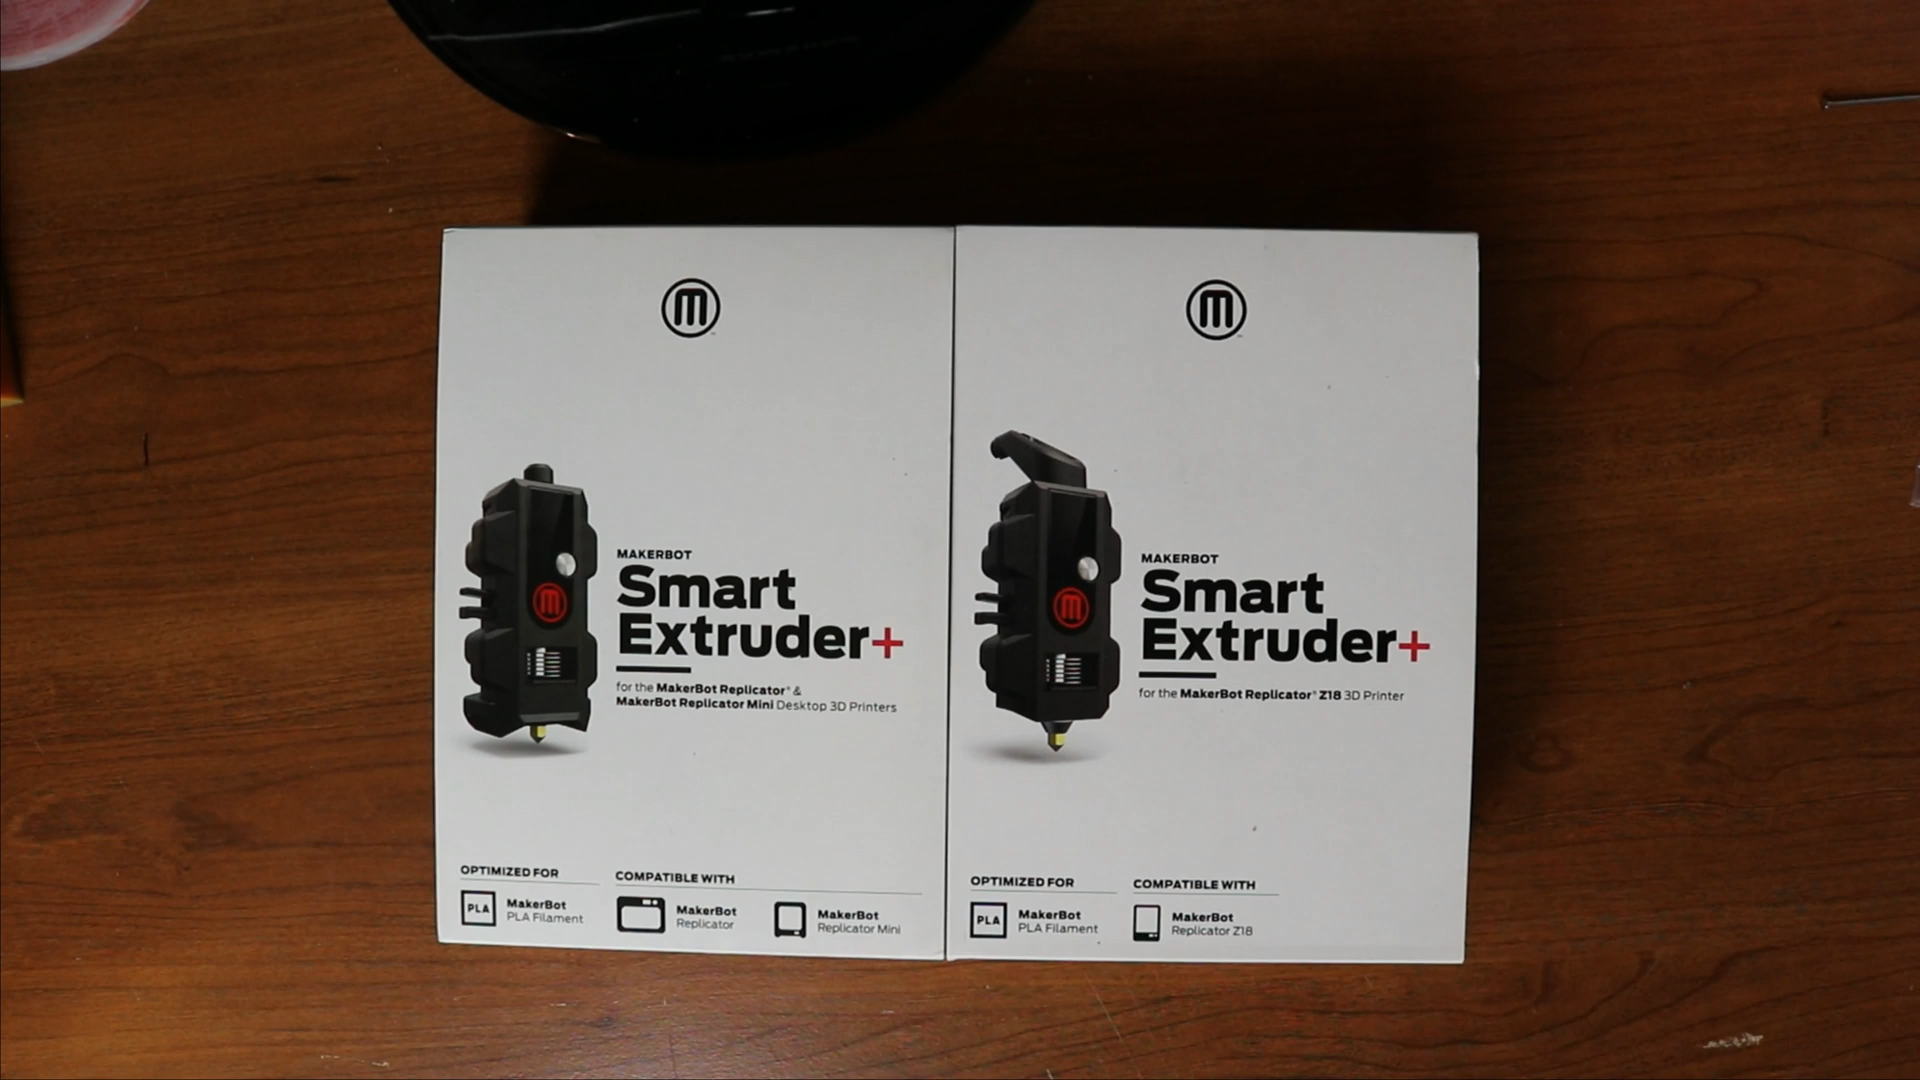 MAKERBOT
Smart
Extruder+
for the MakerBot Replicator® &
MakerBot Replicator Mini Desktop 3D Printers
OPTIMIZED FOR
PLA
MakerBot
PLA Filament
COMPATIBLE WITH
MakerBot
Replicator
MakerBot
Replicator Mini
MAKERBOT
Smart
Extruder+
for the MakerBot Replicator® Z18 3D Printer
OPTIMIZED FOR
PLA
MakerBot
PLA Filament
COMPATIBLE WITH
MakerBot
Replicator Z18